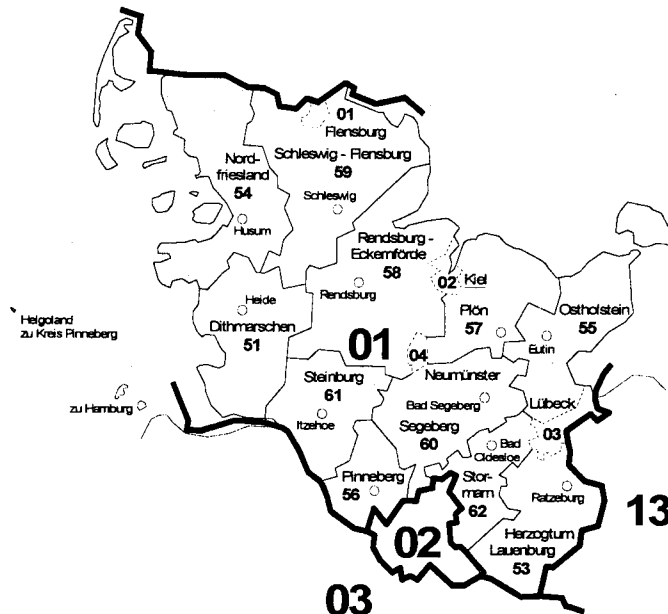 01
Flensburg
Schleswig - Flensburg
59
Schleswig
Nord-
friesland
54
Husum
Rendsburg -
Eckernförde
58
Rendsburg
02 Kiel
Plön
57
Ostholstein
55
Eutin
Heide
Dithmarschen
51
Helgoland
zu Kreis Pinneberg
01
04
Neumünster
Steinburg
61
Itzehoe
Bad Segeberg
Segeberg
60
Lübeck
03
zu Hamburg
Bad
Oldesloe
Pinneberg
56
Stor-
marn
62
Ratzeburg
Herzogtum
Lauenburg
53
13
02
03